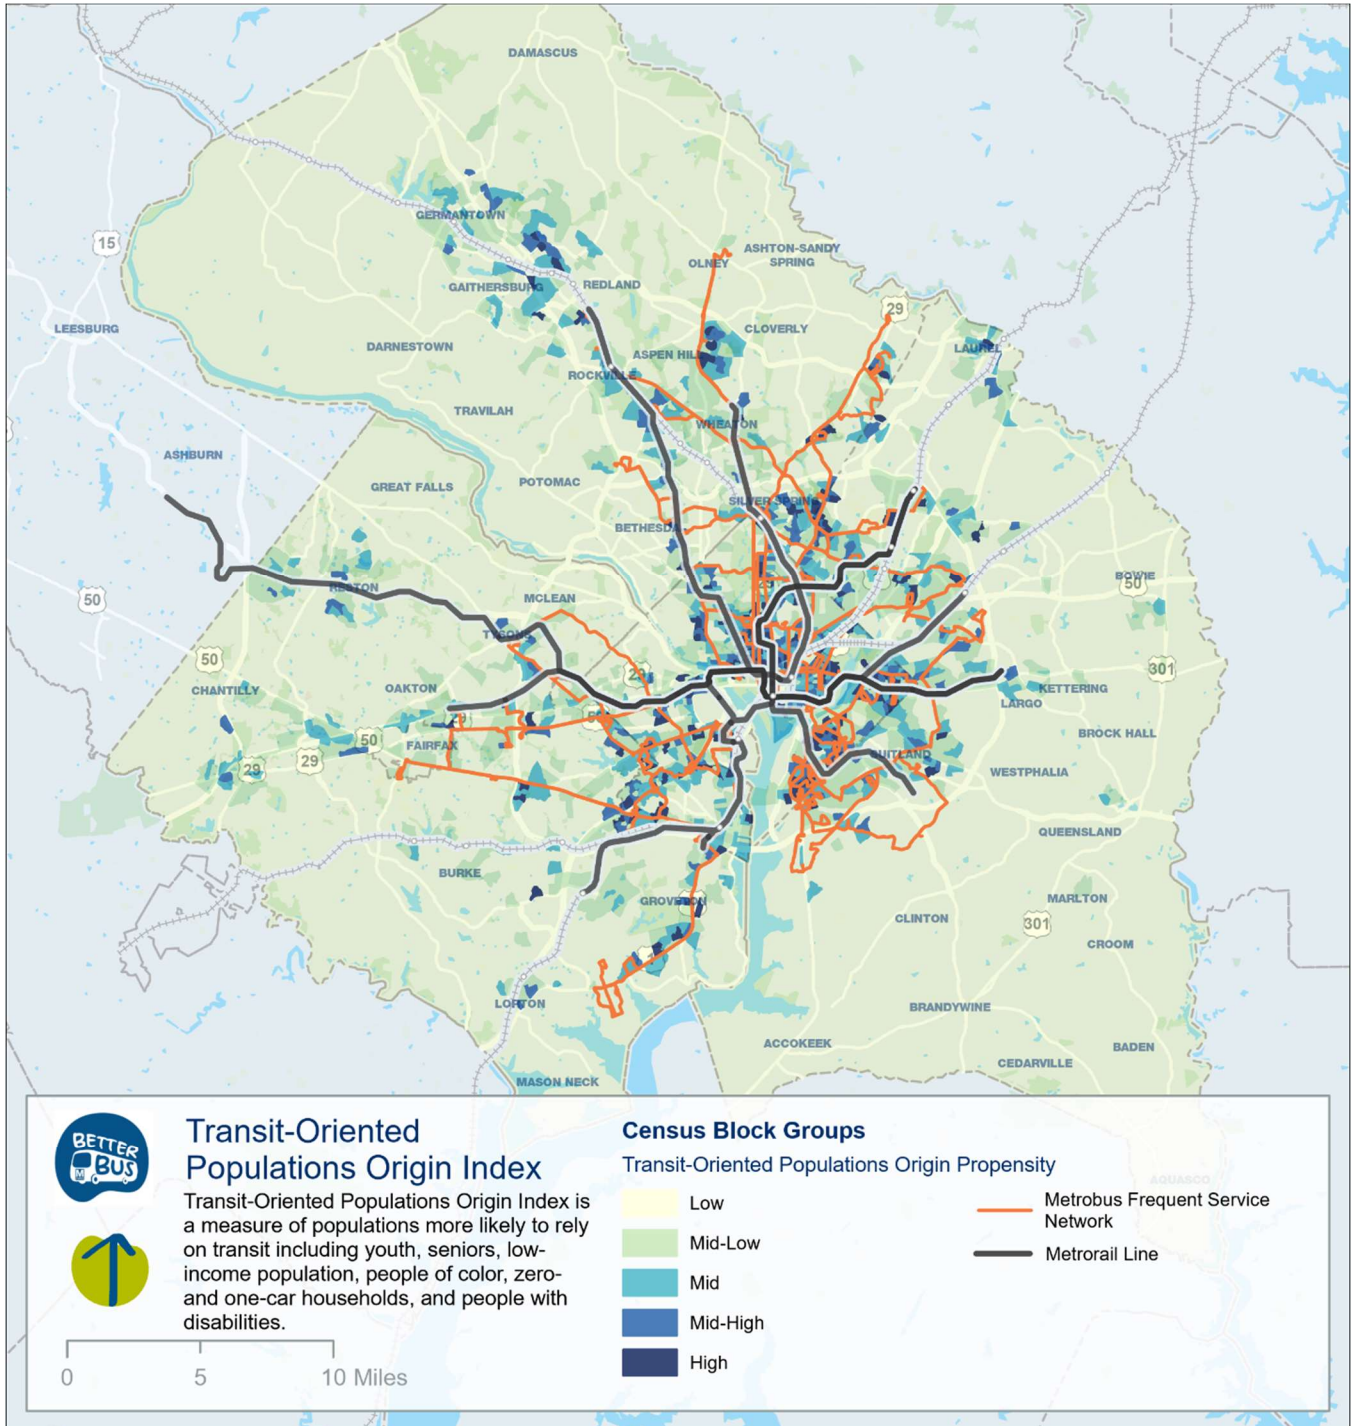 DAMASCUS
GERMANTOWN
15
ASHTON-SANDY
SPRING
OLNEY
GAITHERSBURG
REDLAND
29
LEESBURG
CLOVERLY
DARNESTOWN
ASPEN HILL
LAUREL
ROCKVILLE
TRAVILAH
WHEATON
ASHBURN
GREAT FALLS
POTOMAC
SILVER SPRING
BETHESDA
BOWIE
50
RESTON
50
MCLEAN
TYSONS
50
29
301
CHANTILLY
OAKTON
KETTERING
LARGO
29
50
BROCK HALL
50
FAIRFAX
SUITLAND
29
29
WESTPHALIA
QUEENSLAND
BURKE
GROVETON
MARLTON
CLINTON
301
CROOM
1
LORTON
BRANDYWINE
ACCOKEEK
BADEN
CEDARVILLE
MASON NECK
AQUASCO
BETTER
BUS
M
Transit-Oriented
Populations Origin Index
Transit-Oriented Populations Origin Index is
a measure of populations more likely to rely
on transit including youth, seniors, low-
income population, people of color, zero-
and one-car households, and people with
disabilities.
0 5 10 Miles
Census Block Groups
Transit-Oriented Populations Origin Propensity
Low
Mid-Low
Mid
Mid-High
High
Metrobus Frequent Service
Network
Metrorail Line